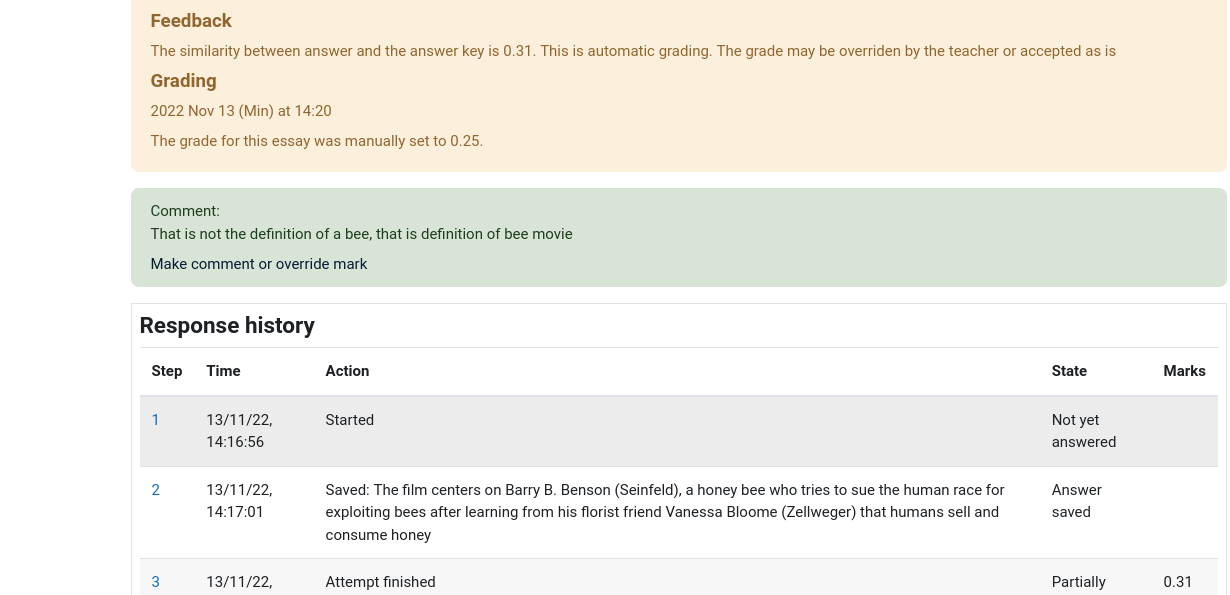 Feedback
The similarity between answer and the answer key is 0.31. This is automatic grading. The grade may be overriden by the teacher or accepted as is
Grading
2022 Nov 13 (Min) at 14:20
The grade for this essay was manually set to 0.25.
Comment:
That is not the definition of a bee, that is definition of bee movie
Make comment or override mark
Response history
Step Time Action State Marks
1 13/11/22, Started Not yet
14:16:56 answered
2 13/11/22, Saved: The film centers on Barry B. Benson (Seinfeld), a honey bee who tries to sue the human race for Answer
14:17:01 exploiting bees after learning from his florist friend Vanessa Bloome (Zellweger) that humans sell and saved
consume honey
3 13/11/22, Attempt finished Partially 0.31